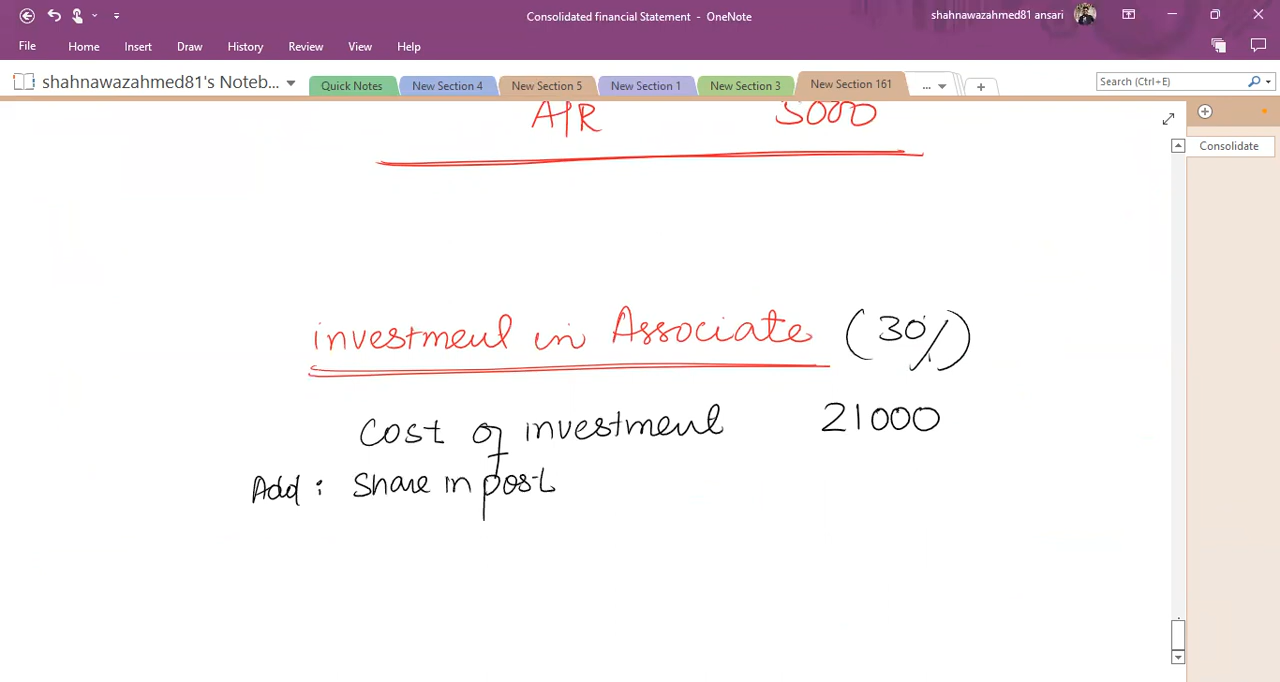 Consolidated financial Statement - OneNote
shahnawazahmed81 ansari
File Home Insert Draw History Review View Help
shahnawazahmed81's Noteb...
Quick Notes New Section 4 New Section 5 New Section 1 New Section 3 New Section 161 ...
Search (Ctrl+E)
Consolidate
A/R 5000
investment in Associate (30%)
Cost of investment 21000
Add: Share in post